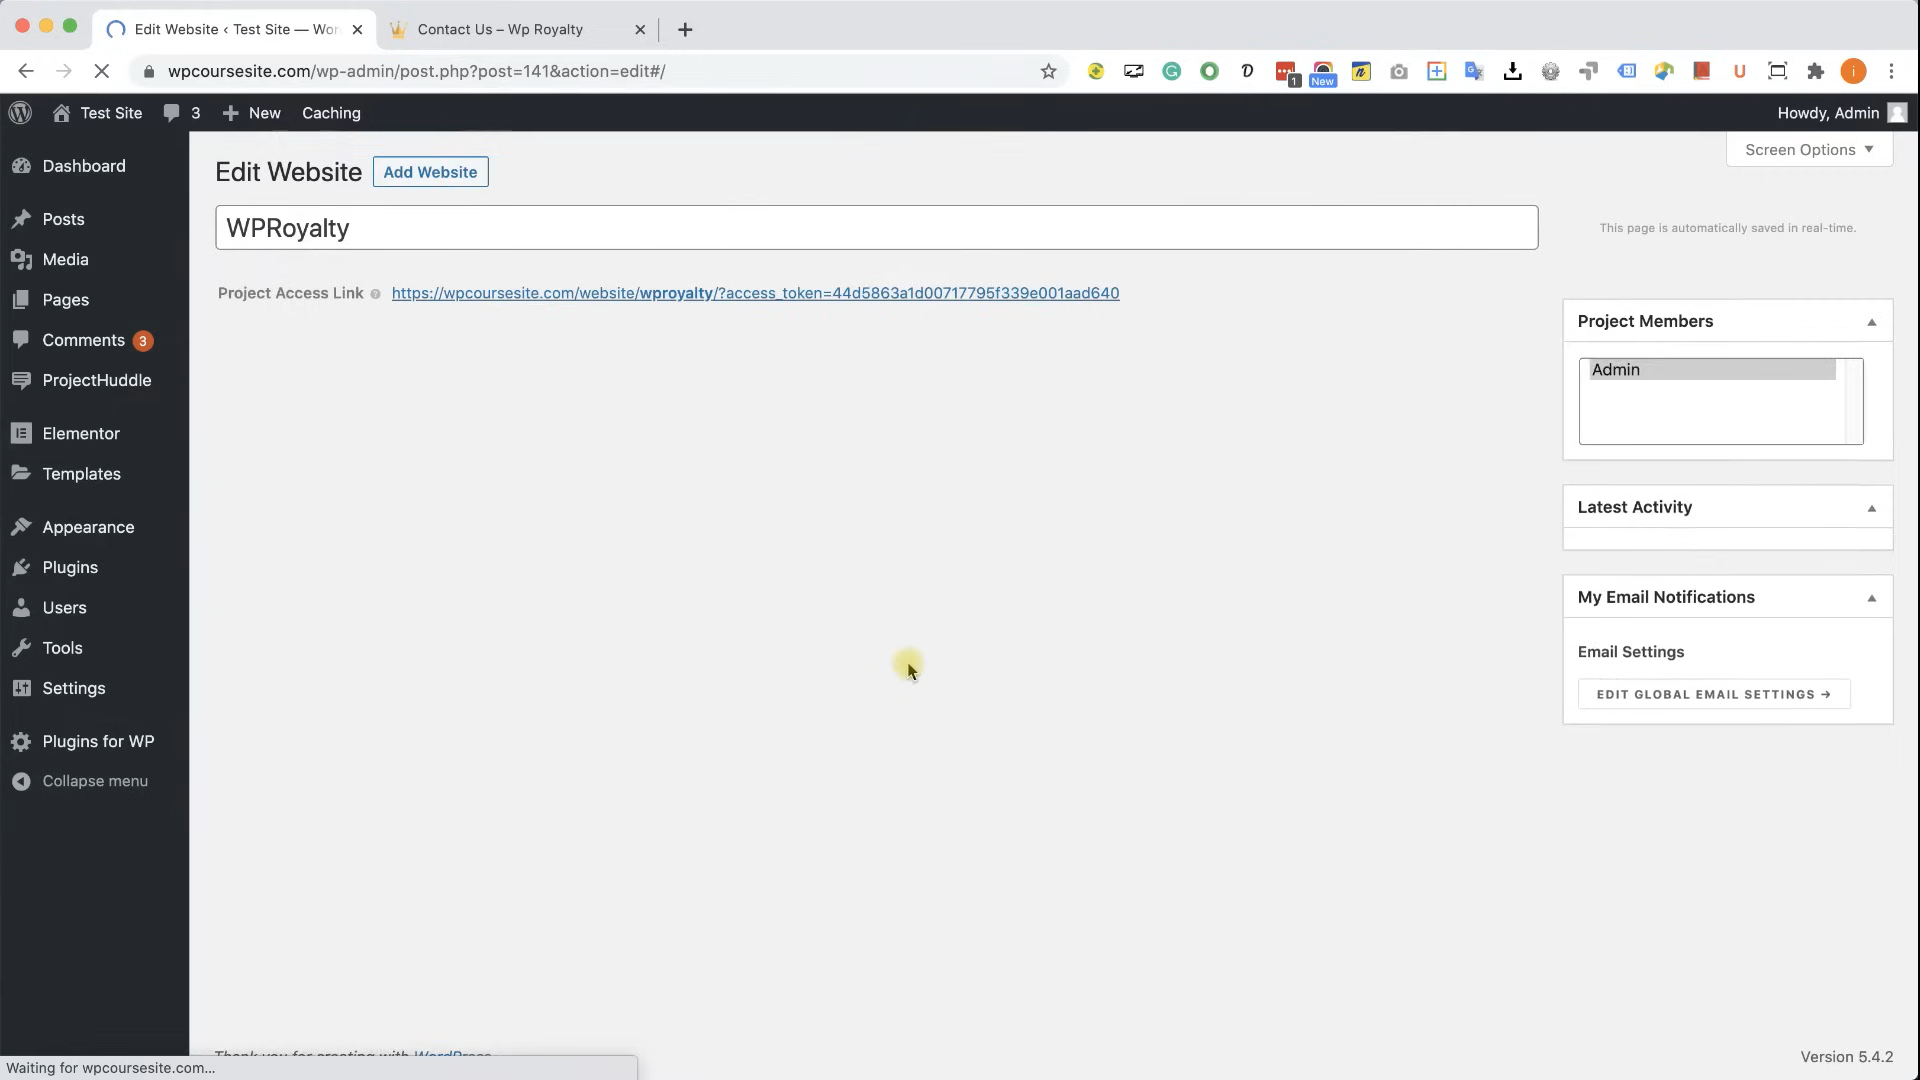 Edit Website ‹ Test Site — Wor
Contact Us – Wp Royalty
wpcoursesite.com/wp-admin/post.php?post=141&action=edit#/
1
New
Test Site
3
New
Caching
Howdy, Admin
Dashboard
Posts
Media
Pages
Comments 3
ProjectHuddle
Elementor
Templates
Appearance
Plugins
Users
Tools
Settings
Plugins for WP
Collapse menu
Screen Options
Edit Website
Add Website
WPRoyalty
This page is automatically saved in real-time.
Project Access Link
https://wpcoursesite.com/website/wproyalty/?access_token=44d5863a1d00717795f339e001aad640
Project Members
Admin
Latest Activity
My Email Notifications
Email Settings
EDIT GLOBAL EMAIL SETTINGS →
Thank you for creating with WordPress.
Version 5.4.2
Waiting for wpcoursesite.com...